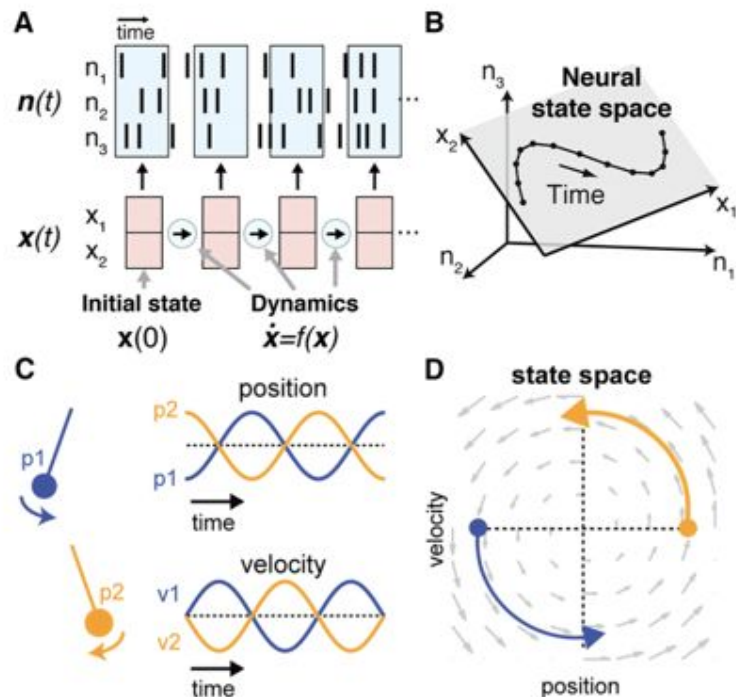 A
time
n(t)
n1
n2
n3
...
x(t)
x1
x2
...
Initial state
x(0)
Dynamics
ẋ=f(x)
B
n3
Neural
state space
x2
Time
x1
n2
n1
C
p1
p2
position
p2
p1
time
velocity
v1
v2
time
D
state space
velocity
position